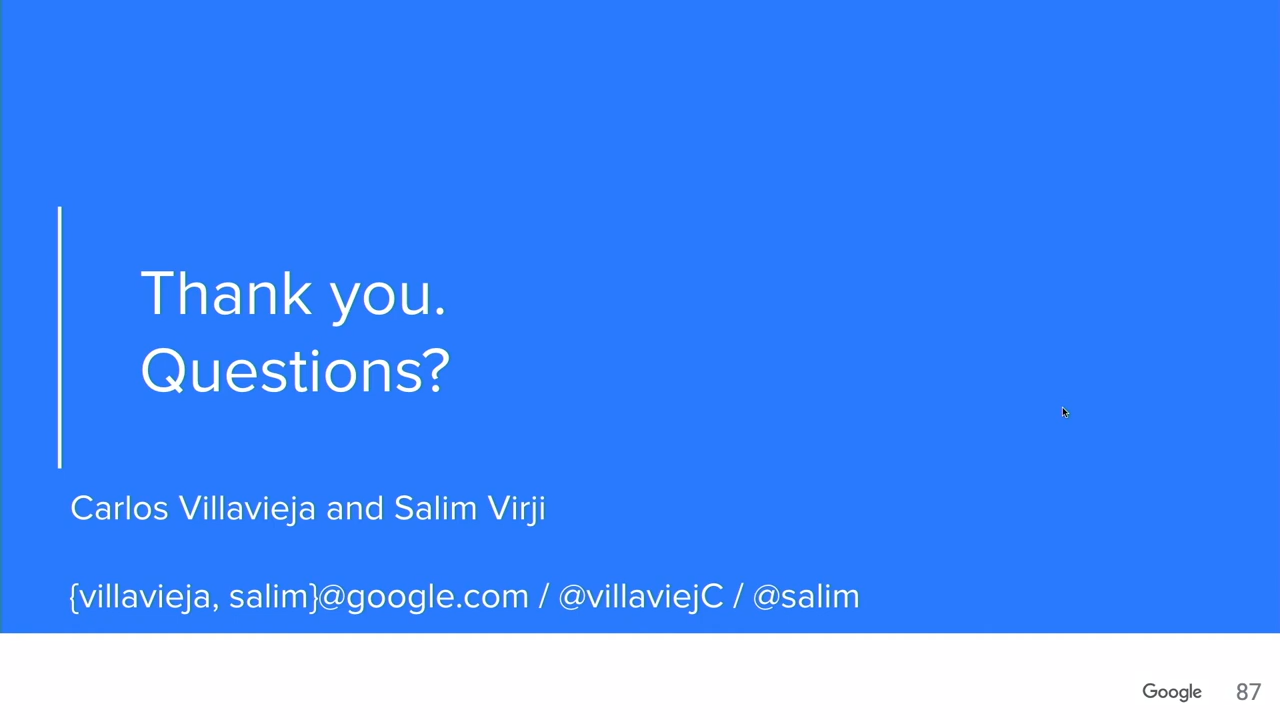 Thank you.
Questions?
Carlos Villavieja and Salim Virji
{villavieja, salim}@google.com / @villaviejC / @salim
Google 87